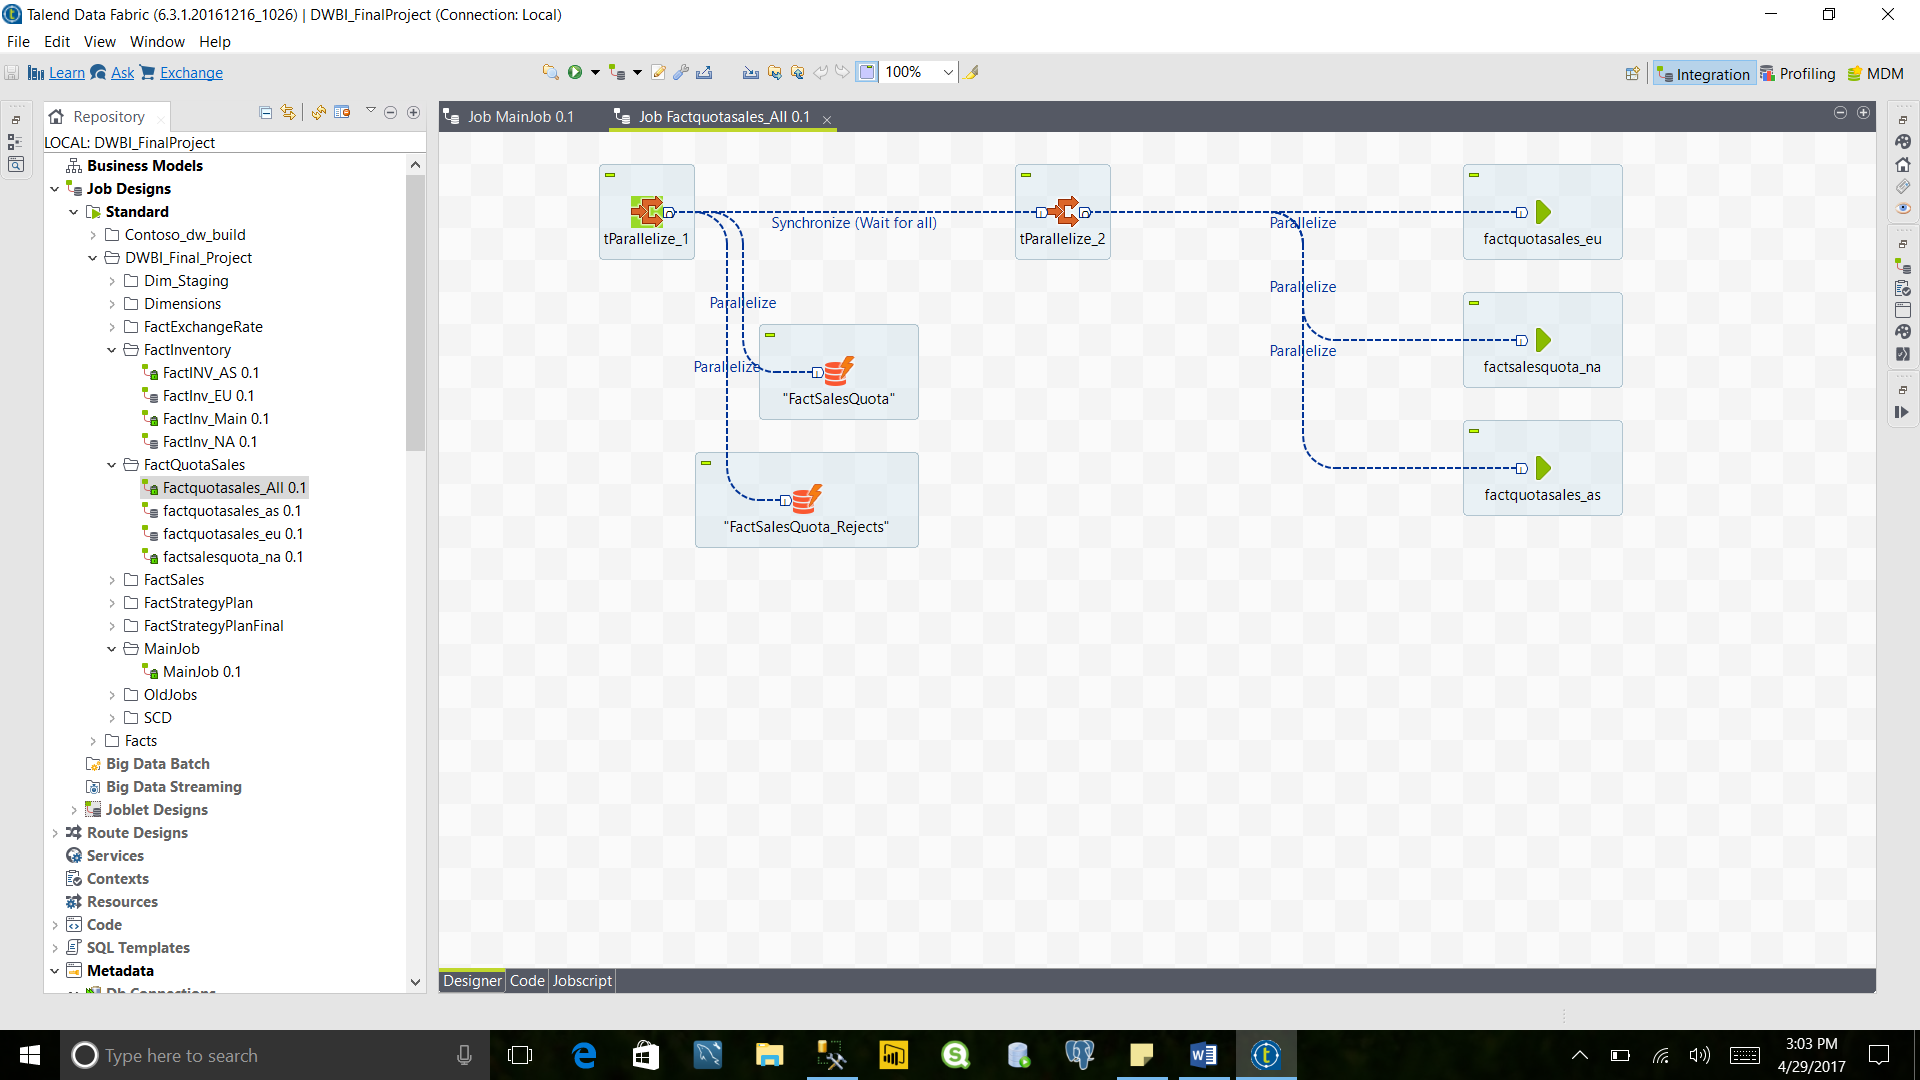 Talend Data Fabric (6.3.1.20161216_1026) | DWBI_FinalProject (Connection: Local)
File Edit View Window Help
Learn Ask Exchange 100% Integration Profiling MDM
Repository
LOCAL: DWBI_FinalProject
Business Models
Job Designs
Standard
Contoso_dw_build
DWBI_Final_Project
Dim_Staging
Dimensions
FactExchangeRate
FactInventory
FactINV_AS 0.1
FactInv_EU 0.1
FactInv_Main 0.1
FactInv_NA 0.1
FactQuotaSales
Factquotasales_All 0.1
factquotasales_as 0.1
factquotasales_eu 0.1
factsalesquota_na 0.1
FactSales
FactStrategyPlan
FactStrategyPlanFinal
MainJob
MainJob 0.1
OldJobs
SCD
Facts
Big Data Batch
Big Data Streaming
Joblet Designs
Route Designs
Services
Contexts
Resources
Code
SQL Templates
Metadata
Db Connections
Job MainJob 0.1 Job Factquotasales_All 0.1
tParallelize_1
Synchronize (Wait for all)
tParallelize_2
Parallelize
factquotasales_eu
Parallelize
Parallelize
Parallelize
Parallelize
factsalesquota_na
"FactSalesQuota"
factquotasales_as
"FactSalesQuota_Rejects"
Designer Code Jobscript
Type here to search
3:03 PM
4/29/2017